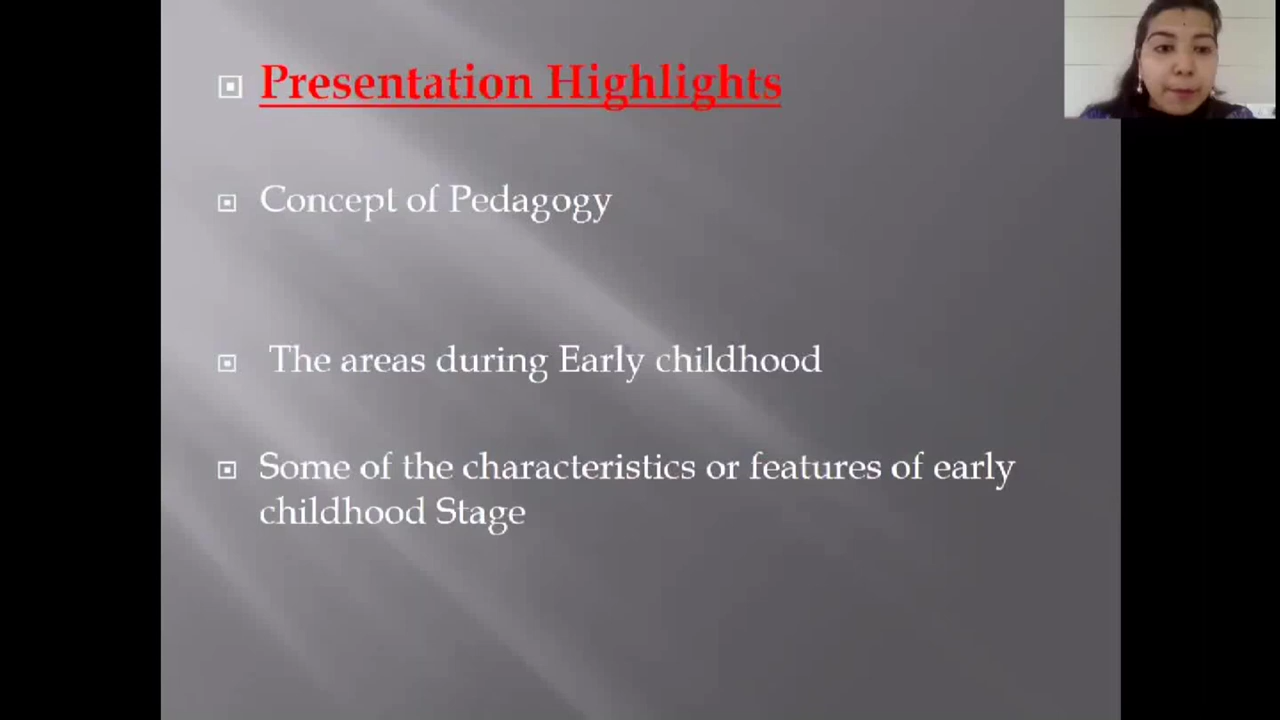 Presentation Highlights
Concept of Pedagogy
The areas during Early childhood
Some of the characteristics or features of early
childhood Stage